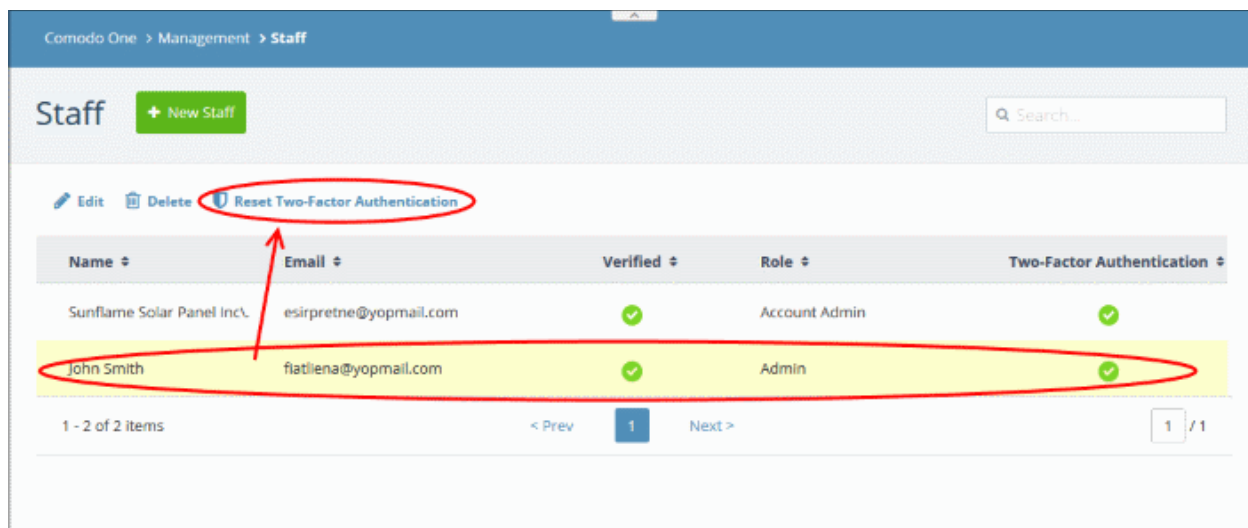 Comodo One > Management > Staff
Staff + New Staff Search...
Edit Delete Reset Two-Factor Authentication
Name Email Verified Role Two-Factor Authentication
Sunflame Solar Panel Inc\. esirpretne@yopmail.com Account Admin
John Smith fiatliena@yopmail.com Admin
1 - 2 of 2 items < Prev 1 Next > 1 / 1